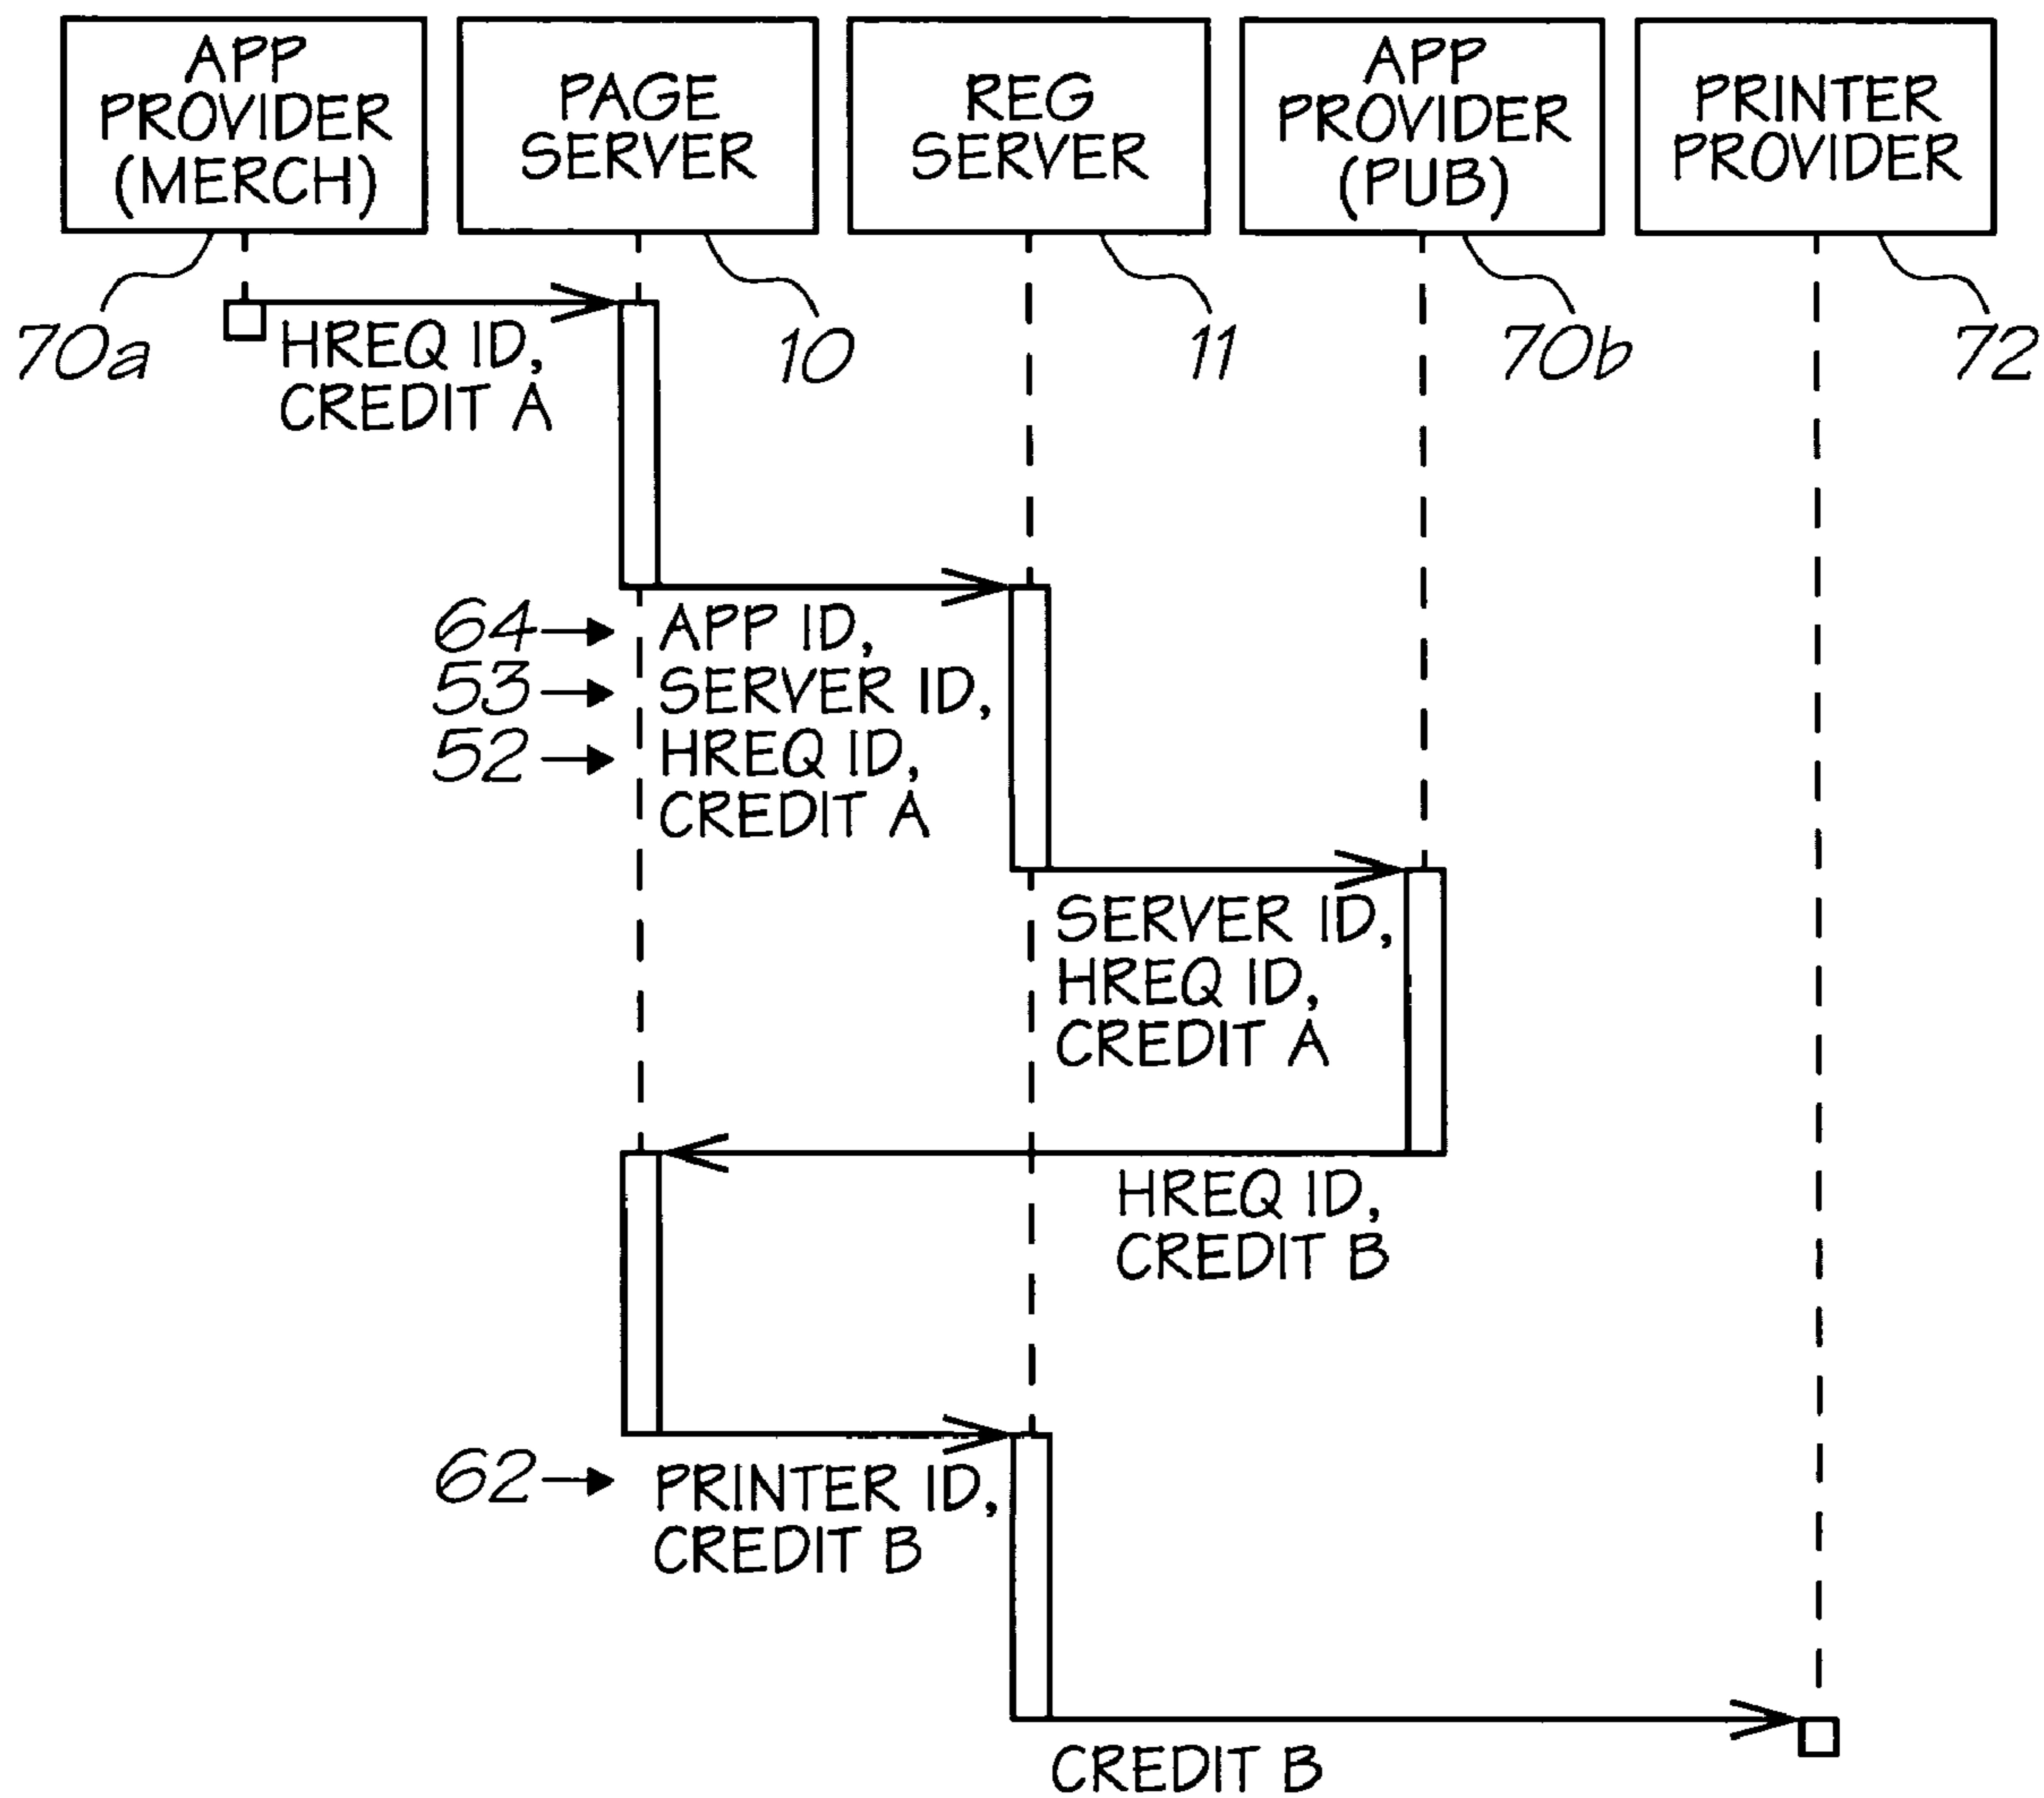 APP
PROVIDER
(MERCH)
PAGE
SERVER
REG
SERVER
APP
PROVIDER
(PUB)
PRINTER
PROVIDER
70a
10
11
70b
72
HREQ ID,
CREDIT A
64
APP ID,
53
SERVER ID,
52
HREQ ID,
CREDIT A
SERVER ID,
HREQ ID,
CREDIT A
HREQ ID,
CREDIT B
62
PRINTER ID,
CREDIT B
CREDIT B